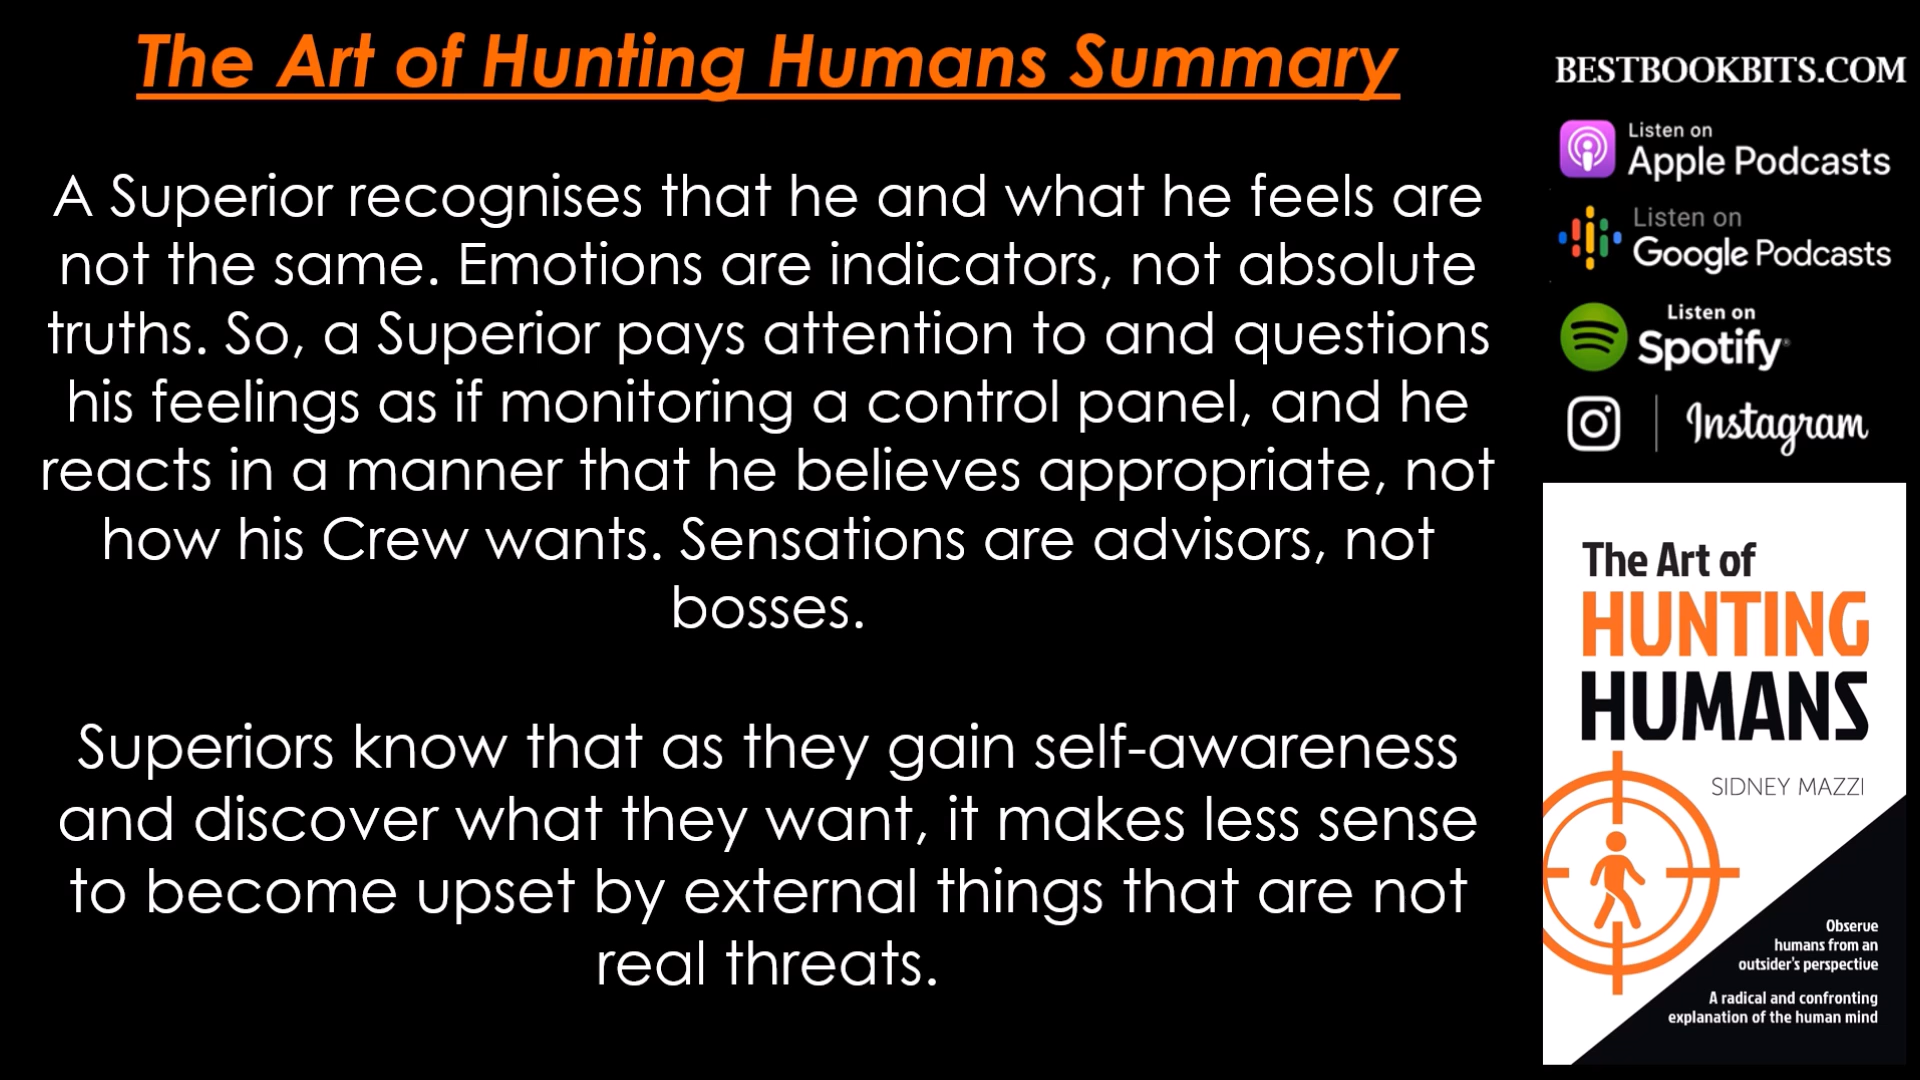 The Art of Hunting Humans Summary
A Superior recognises that he and what he feels are
not the same. Emotions are indicators, not absolute
truths. So, a Superior pays attention to and questions
his feelings as if monitoring a control panel, and he
reacts in a manner that he believes appropriate, not
how his Crew wants. Sensations are advisors, not
bosses.
Superiors know that as they gain self-awareness
and discover what they want, it makes less sense
to become upset by external things that are not
real threats.
BESTBOOKBITS.COM
Listen on
Apple Podcasts
Listen on
Google Podcasts
Listen on
Spotify
Instagram
The Art of
HUNTING
HUMANS
SIDNEY MAZZI
Observe
humans from an
outsider's perspective
A radical and confronting
explanation of the human mind